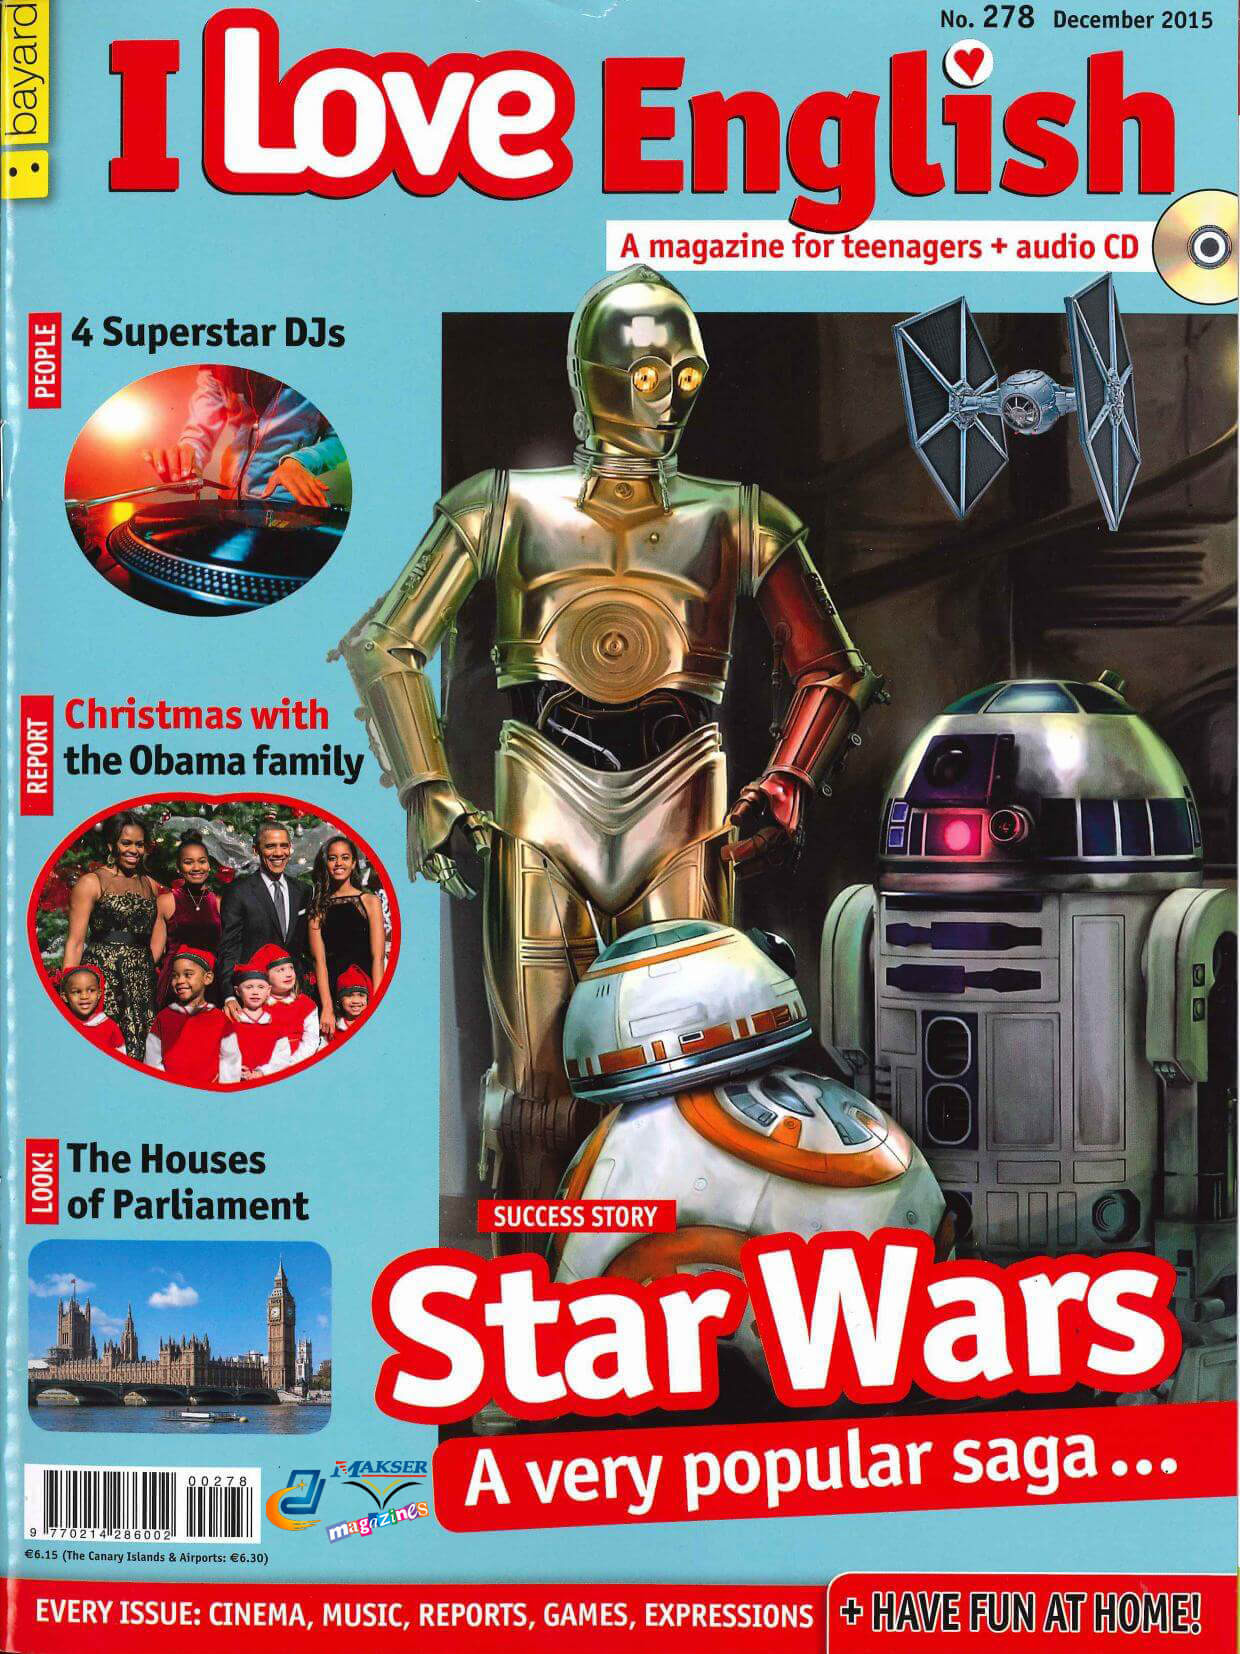 bayard
No. 278 December 2015
I Love English
A magazine for teenagers + audio CD
PEOPLE
4 Superstar DJs
REPORT
Christmas with
the Obama family
LOOK!
The Houses
of Parliament
SUCCESS STORY
Star Wars
A very popular saga...
00278
9 770214 286002
MAKSER
magazines
€6.15 (The Canary Islands & Airports: €6.30)
EVERY ISSUE: CINEMA, MUSIC, REPORTS, GAMES, EXPRESSIONS
+ HAVE FUN AT HOME!